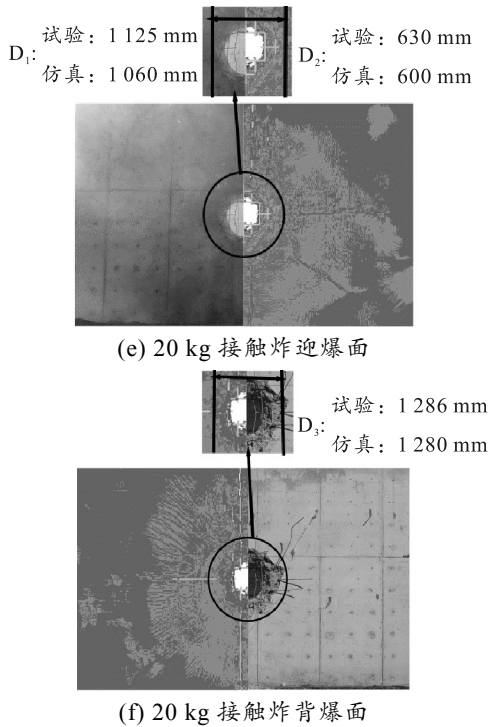 D₁:
试验：1 125 mm
仿真：1 060 mm
D₂:
试验：630 mm
仿真：600 mm
(e) 20 kg 接触炸迎爆面
D₃:
试验：1 286 mm
仿真：1 280 mm
(f) 20 kg 接触炸背爆面